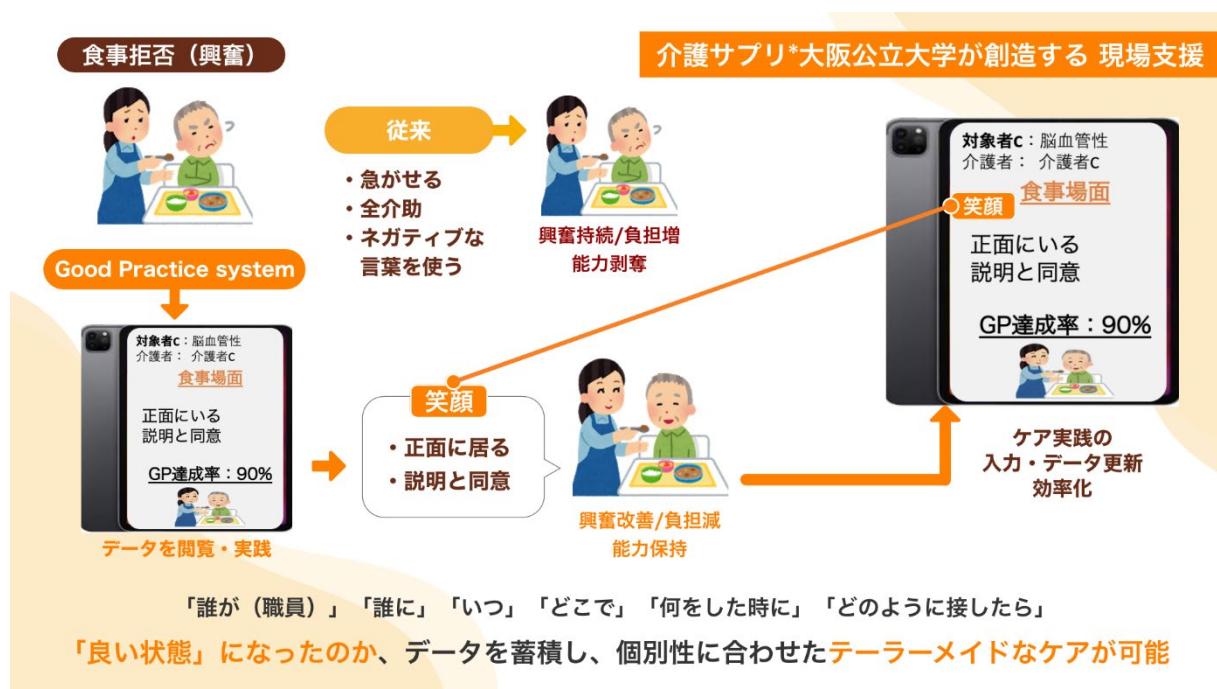 食事拒否（興奮）
介護サプリ*大阪公立大学が創造する 現場支援
従来
・急がせる
・全介助
・ネガティブな
言葉を使う
興奮持続/負担増
能力剥奪
Good Practice system
対象者C：脳血管性
介護者： 介護者C
食事場面
正面にいる
説明と同意
GP達成率：90%
データを閲覧・実践
笑顔
・正面に居る
・説明と同意
興奮改善/負担減
能力保持
対象者C：脳血管性
介護者： 介護者C
食事場面
笑顔
正面にいる
説明と同意
GP達成率：90%
ケア実践の
入力・データ更新
効率化
「誰が（職員）」「誰に」「いつ」「どこで」「何をした時に」「どのように接したら」
「良い状態」になったのか、データを蓄積し、個別性に合わせたテーラーメイドなケアが可能